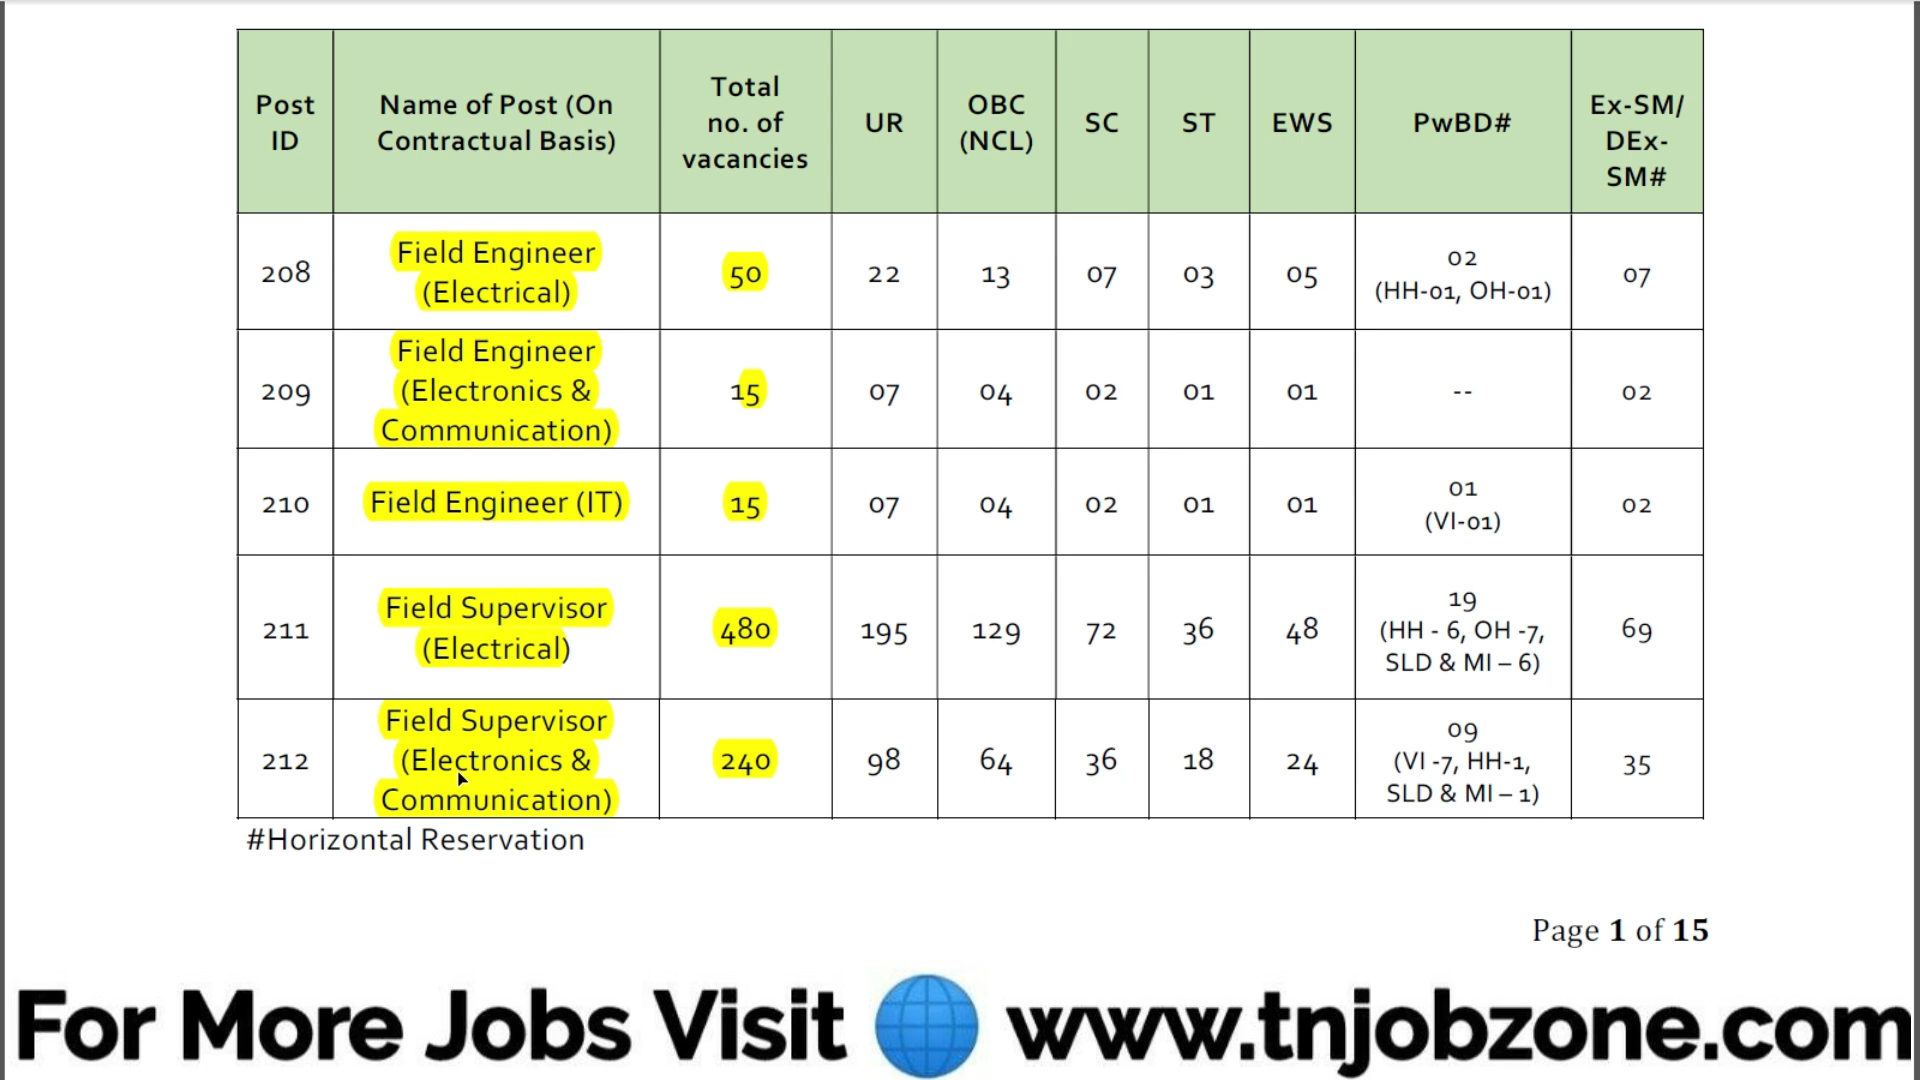 Post ID | Name of Post (On Contractual Basis) | Total no. of vacancies | UR | OBC (NCL) | SC | ST | EWS | PwBD# | Ex-SM/ DEx-SM#
208 | Field Engineer (Electrical) | 50 | 22 | 13 | 07 | 03 | 05 | 02 (HH-01, OH-01) | 07
209 | Field Engineer (Electronics & Communication) | 15 | 07 | 04 | 02 | 01 | 01 | -- | 02
210 | Field Engineer (IT) | 15 | 07 | 04 | 02 | 01 | 01 | 01 (VI-01) | 02
211 | Field Supervisor (Electrical) | 480 | 195 | 129 | 72 | 36 | 48 | 19 (HH - 6, OH -7, SLD & MI – 6) | 69
212 | Field Supervisor (Electronics & Communication) | 240 | 98 | 64 | 36 | 18 | 24 | 09 (VI -7, HH-1, SLD & MI – 1) | 35
#Horizontal Reservation
Page 1 of 15
For More Jobs Visit www.tnjobzone.com